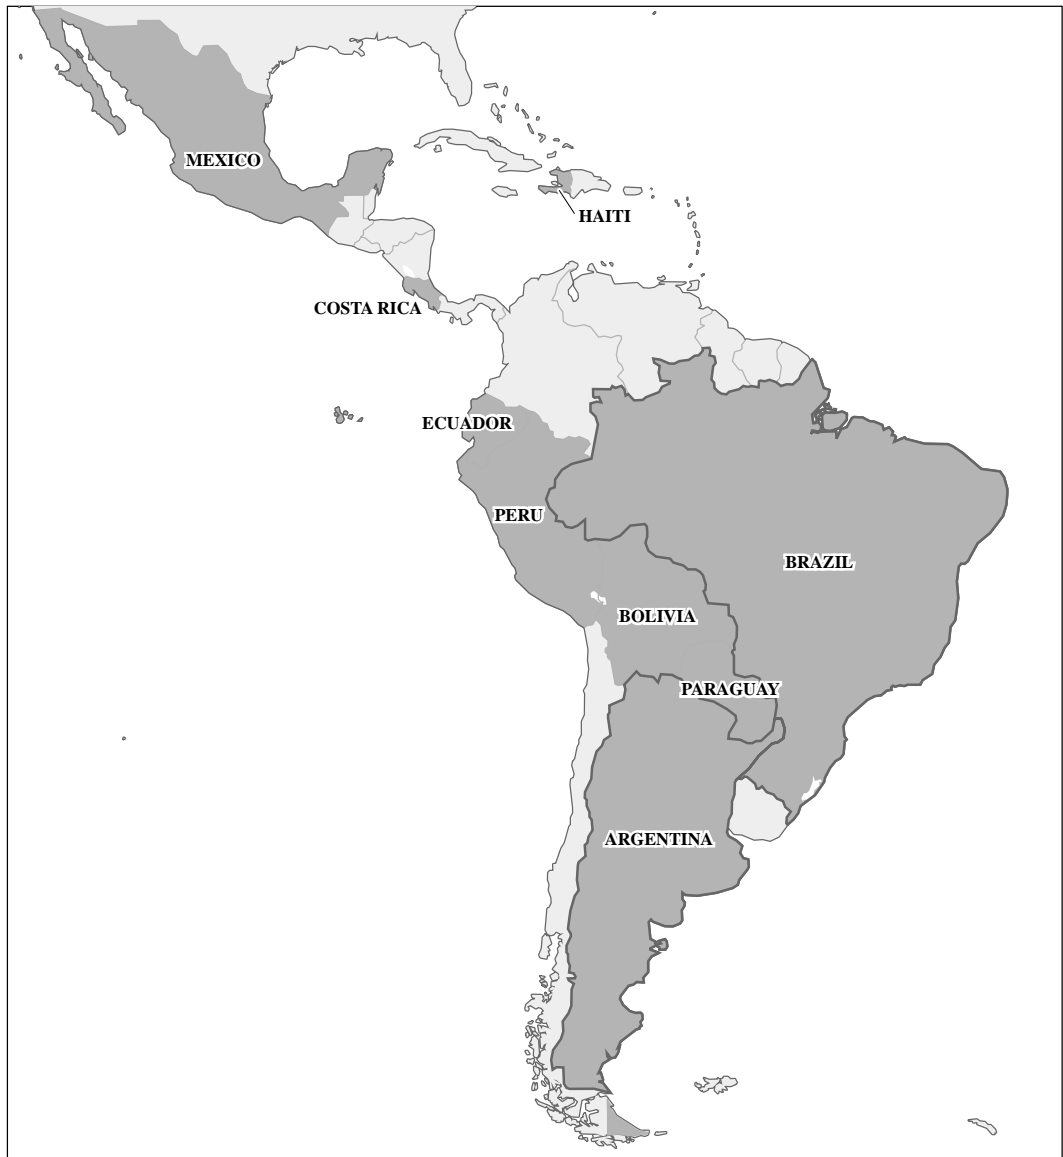 MEXICO
HAITI
COSTA RICA
ECUADOR
PERU
BRAZIL
BOLIVIA
PARAGUAY
ARGENTINA